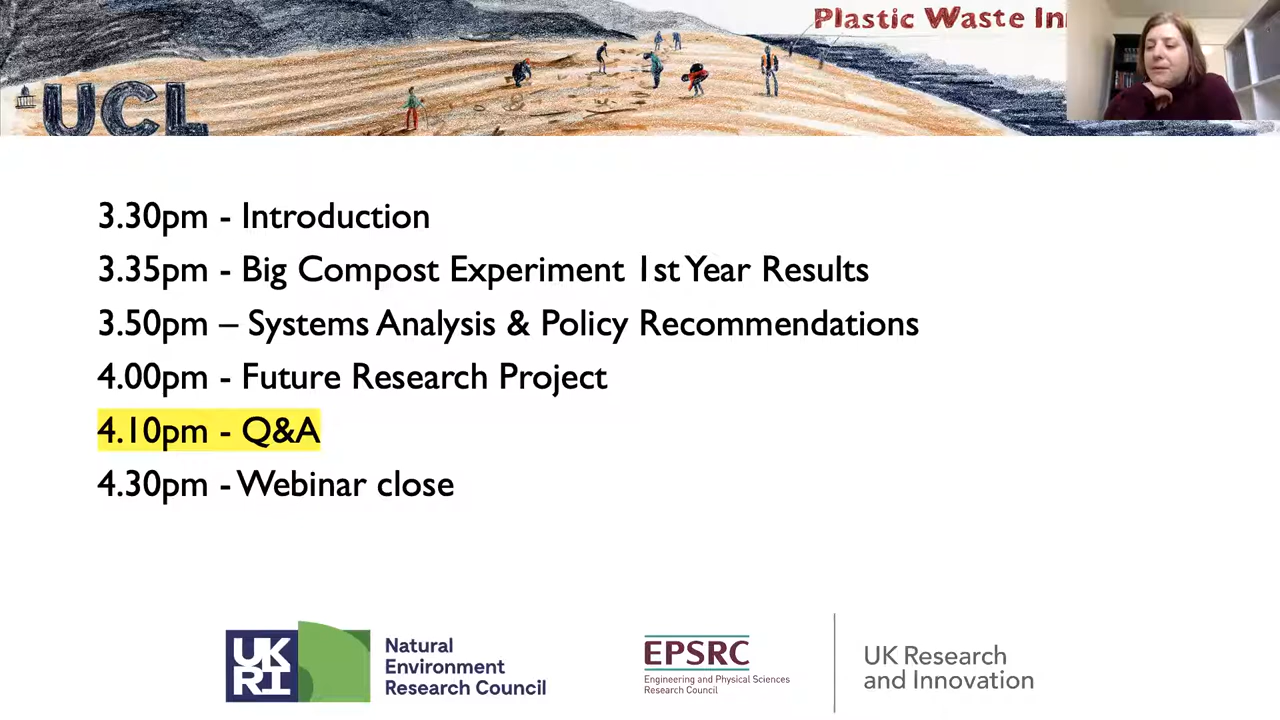 Plastic Waste In
UCL
3.30pm - Introduction
3.35pm - Big Compost Experiment 1st Year Results
3.50pm – Systems Analysis & Policy Recommendations
4.00pm - Future Research Project
4.10pm - Q&A
4.30pm - Webinar close
UK
RI
Natural
Environment
Research Council
EPSRC
Engineering and Physical Sciences
Research Council
UK Research
and Innovation